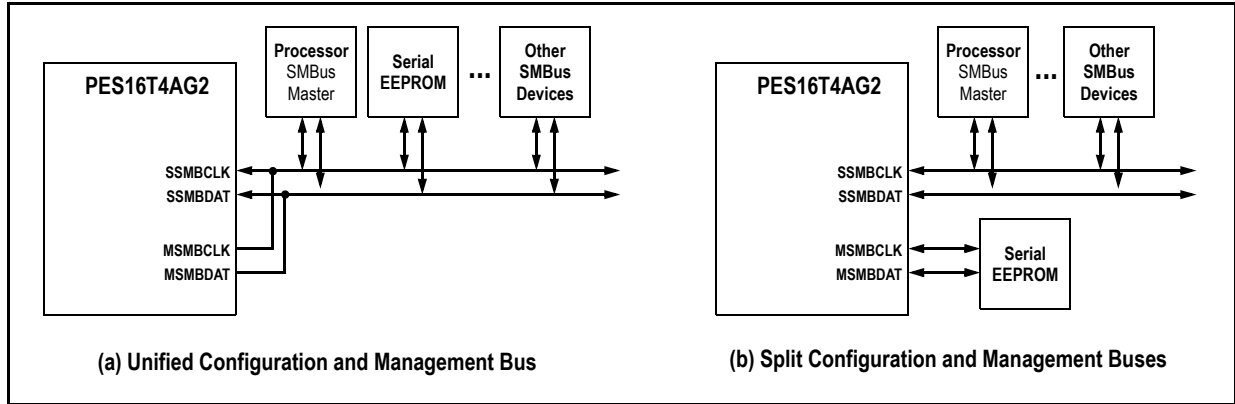 PES16T4AG2
Processor
SMBus
Master
Serial
EEPROM
...
Other
SMBus
Devices
SSMBCLK
SSMBDAT
MSMBCLK
MSMBDAT
(a) Unified Configuration and Management Bus
PES16T4AG2
Processor
SMBus
Master
...
Other
SMBus
Devices
SSMBCLK
SSMBDAT
MSMBCLK
MSMBDAT
Serial
EEPROM
(b) Split Configuration and Management Buses